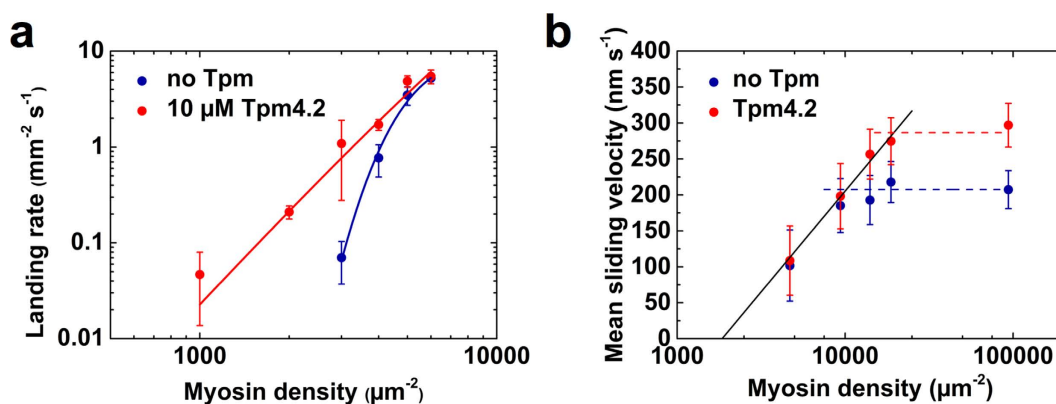 a
Landing rate (mm⁻² s⁻¹)
10
1
0.1
0.01
no Tpm
10 µM Tpm4.2
1000
10000
Myosin density (µm⁻²)
b
Mean sliding velocity (nm s⁻¹)
400
350
300
250
200
150
100
50
0
no Tpm
Tpm4.2
1000
10000
100000
Myosin density (µm⁻²)